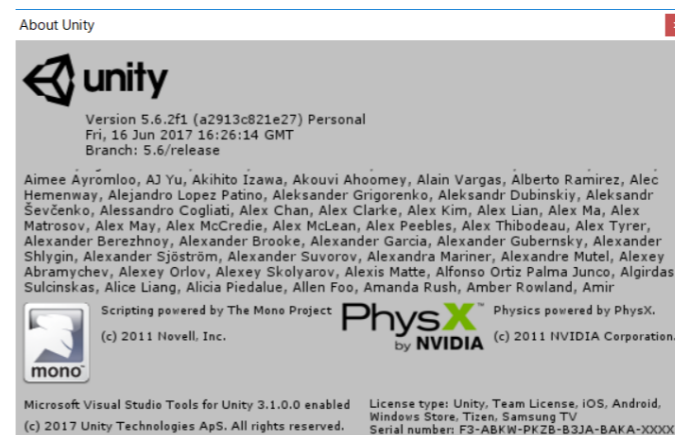 About Unity
unity
Version 5.6.2f1 (a2913c821e27) Personal
Fri, 16 Jun 2017 16:26:14 GMT
Branch: 5.6/release
Aimee Ayromloo, AJ Yu, Akihito Izawa, Akouvi Ahoomey, Alain Vargas, Alberto Ramirez, Alec
Hemenway, Alejandro Lopez Patino, Aleksander Grigorenko, Aleksandr Dubinskiy, Aleksandr
Ševčenko, Alessandro Cogliati, Alex Chan, Alex Clarke, Alex Kim, Alex Lian, Alex Ma, Alex
Matrosov, Alex May, Alex McCredie, Alex McLean, Alex Peebles, Alex Thibodeau, Alex Tyrer,
Alexander Berezhnoy, Alexander Brooke, Alexander Garcia, Alexander Gubernsky, Alexander
Shlygin, Alexander Sjöström, Alexander Suvorov, Alexandra Mariner, Alexandre Mutel, Alexey
Abramychev, Alexey Orlov, Alexey Skolyarov, Alexis Matte, Alfonso Ortiz Palma Junco, Algirdas
Sulcinskas, Alice Liang, Alicia Piedalue, Allen Foo, Amanda Rush, Amber Rowland, Amir
mono
Scripting powered by The Mono Project
(c) 2011 Novell, Inc.
PhysX™
by NVIDIA
Physics powered by PhysX.
(c) 2011 NVIDIA Corporation.
Microsoft Visual Studio Tools for Unity 3.1.0.0 enabled
(c) 2017 Unity Technologies ApS. All rights reserved.
License type: Unity, Team License, iOS, Android,
Windows Store, Tizen, Samsung TV
Serial number: F3-ABKW-PKZB-B3JA-BAKA-XXXX